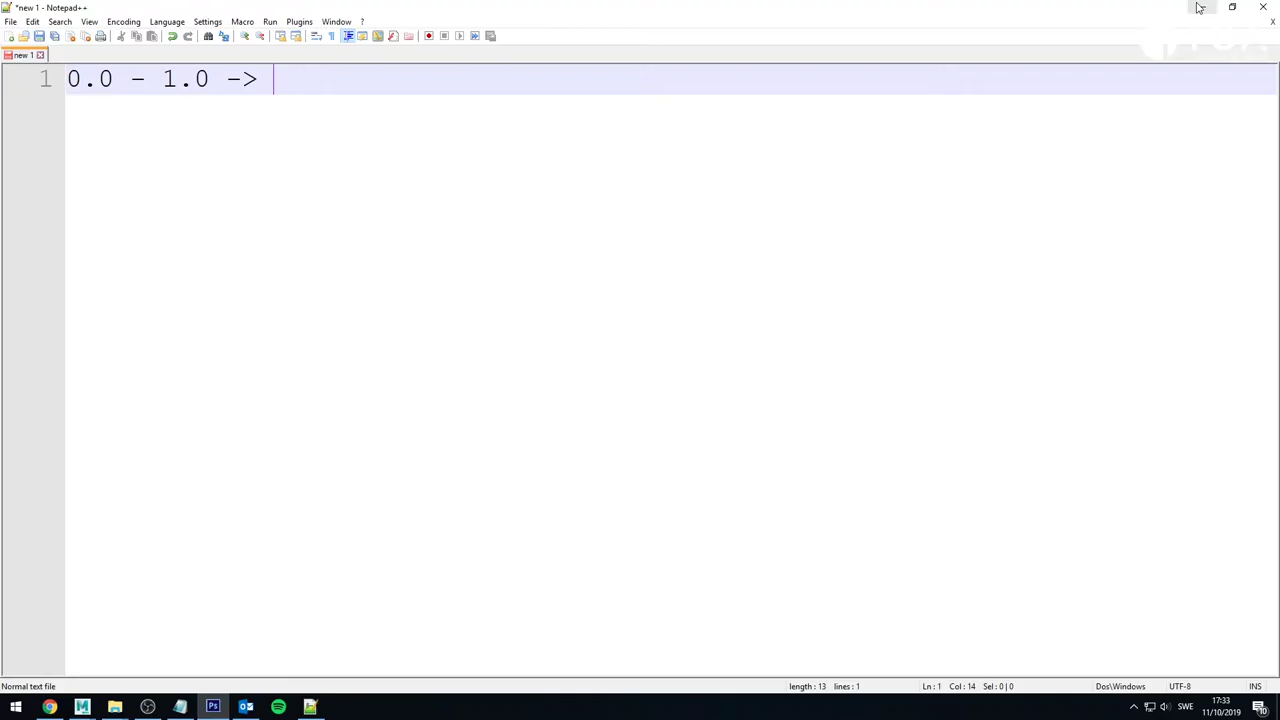 *new 1 - Notepad++
File Edit Search View Encoding Language Settings Macro Run Plugins Window ?
new 1
1 0.0 - 1.0 ->
Normal text file length : 13 lines : 1 Ln : 1 Col : 14 Sel : 0 | 0 Dos\Windows UTF-8 INS
Ps SWE 17:33
11/10/2019 10